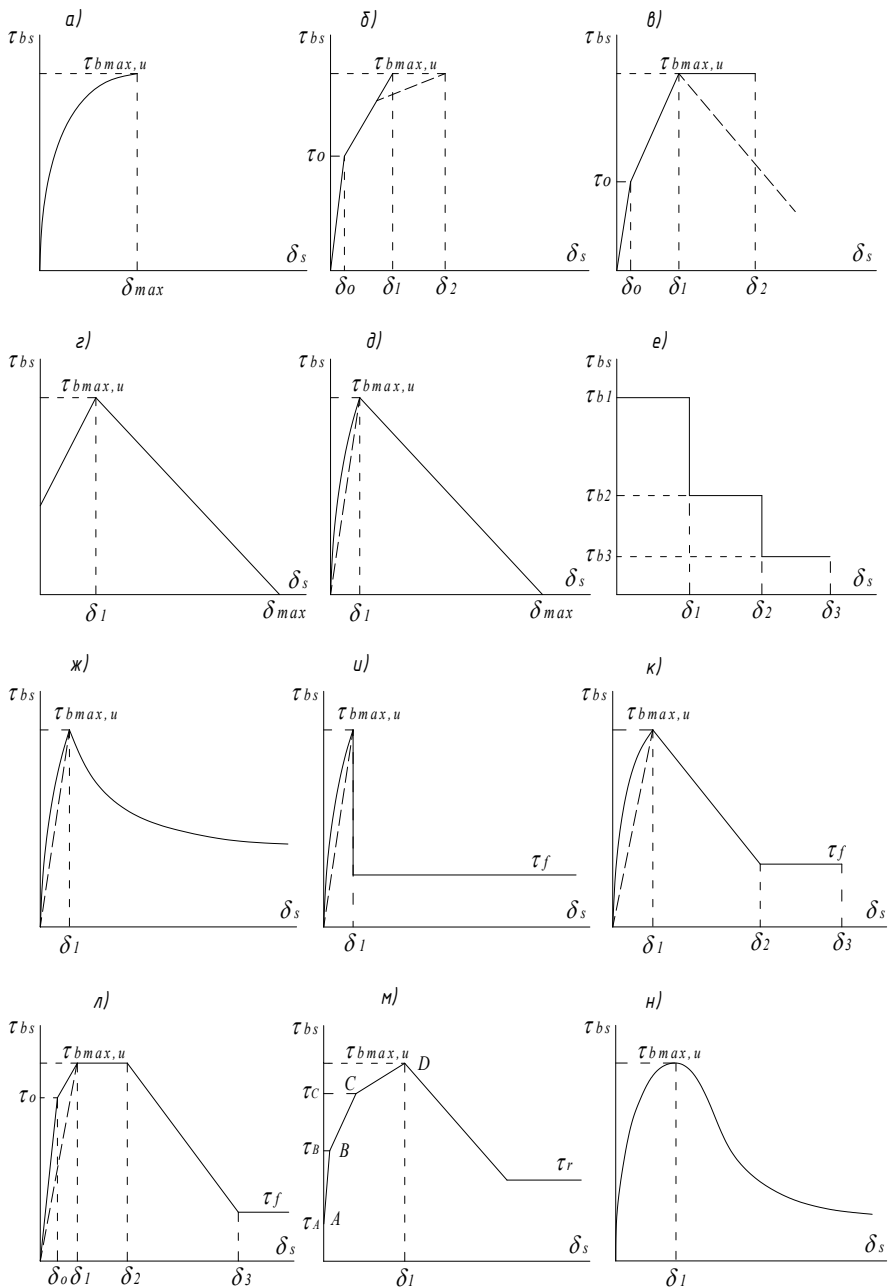 а)
τbs
τbmax,u
δs
δmax
б)
τbs
τbmax,u
τo
δs
δo δ1 δ2
в)
τbs
τbmax,u
τo
δs
δo δ1 δ2
г)
τbs
τbmax,u
δs
δ1 δmax
д)
τbs
τbmax,u
δs
δ1 δmax
е)
τbs
τb1
τb2
τb3
δs
δ1 δ2 δ3
ж)
τbs
τbmax,u
δs
δ1
и)
τbs
τbmax,u
τf
δs
δ1
к)
τbs
τbmax,u
τf
δs
δ1 δ2 δ3
л)
τbs
τbmax,u
τo
τf
δs
δo δ1 δ2 δ3
м)
τbs
τbmax,u D
τC C
τB B
τr
τA A
δs
δ1
н)
τbs
τbmax,u
δs
δ1